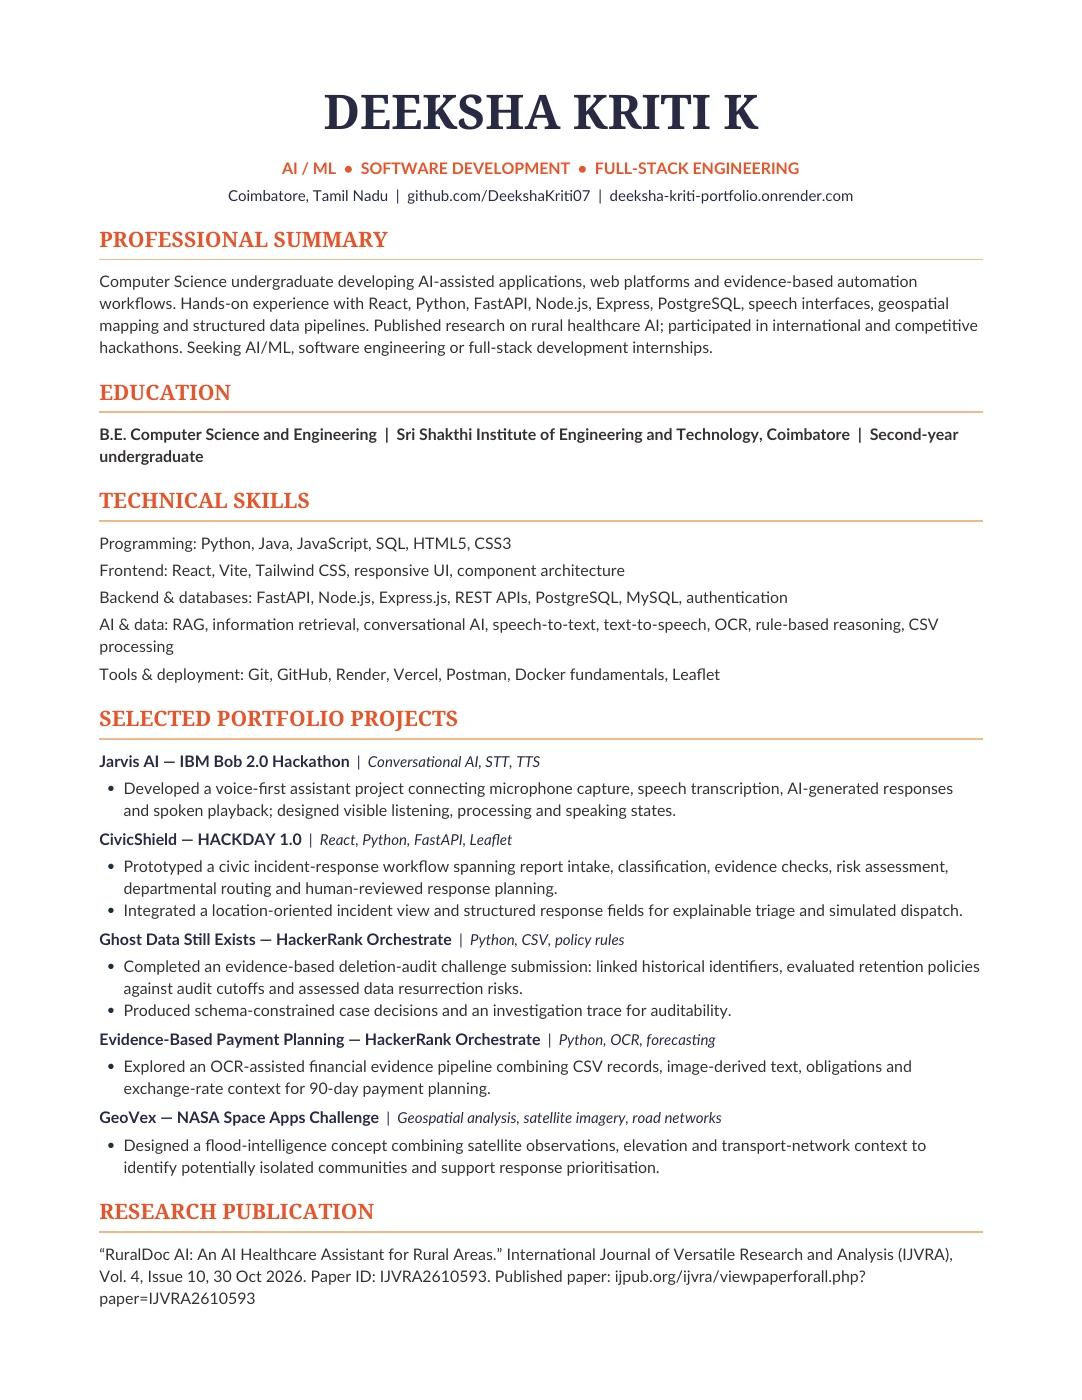 DEEKSHA KRITI K
AI / ML ● SOFTWARE DEVELOPMENT ● FULL-STACK ENGINEERING
Coimbatore, Tamil Nadu | github.com/DeekshaKriti07 | deeksha-kriti-portfolio.onrender.com
PROFESSIONAL SUMMARY
Computer Science undergraduate developing AI-assisted applications, web platforms and evidence-based automation
workflows. Hands-on experience with React, Python, FastAPI, Node.js, Express, PostgreSQL, speech interfaces, geospatial
mapping and structured data pipelines. Published research on rural healthcare AI; participated in international and competitive
hackathons. Seeking AI/ML, software engineering or full-stack development internships.
EDUCATION
B.E. Computer Science and Engineering | Sri Shakthi Institute of Engineering and Technology, Coimbatore | Second-year
undergraduate
TECHNICAL SKILLS
Programming: Python, Java, JavaScript, SQL, HTML5, CSS3
Frontend: React, Vite, Tailwind CSS, responsive UI, component architecture
Backend & databases: FastAPI, Node.js, Express.js, REST APIs, PostgreSQL, MySQL, authentication
AI & data: RAG, information retrieval, conversational AI, speech-to-text, text-to-speech, OCR, rule-based reasoning, CSV
processing
Tools & deployment: Git, GitHub, Render, Vercel, Postman, Docker fundamentals, Leaflet
SELECTED PORTFOLIO PROJECTS
Jarvis AI — IBM Bob 2.0 Hackathon | Conversational AI, STT, TTS
• Developed a voice-first assistant project connecting microphone capture, speech transcription, AI-generated responses
and spoken playback; designed visible listening, processing and speaking states.
CivicShield — HACKDAY 1.0 | React, Python, FastAPI, Leaflet
• Prototyped a civic incident-response workflow spanning report intake, classification, evidence checks, risk assessment,
departmental routing and human-reviewed response planning.
• Integrated a location-oriented incident view and structured response fields for explainable triage and simulated dispatch.
Ghost Data Still Exists — HackerRank Orchestrate | Python, CSV, policy rules
• Completed an evidence-based deletion-audit challenge submission: linked historical identifiers, evaluated retention policies
against audit cutoffs and assessed data resurrection risks.
• Produced schema-constrained case decisions and an investigation trace for auditability.
Evidence-Based Payment Planning — HackerRank Orchestrate | Python, OCR, forecasting
• Explored an OCR-assisted financial evidence pipeline combining CSV records, image-derived text, obligations and
exchange-rate context for 90-day payment planning.
GeoVex — NASA Space Apps Challenge | Geospatial analysis, satellite imagery, road networks
• Designed a flood-intelligence concept combining satellite observations, elevation and transport-network context to
identify potentially isolated communities and support response prioritisation.
RESEARCH PUBLICATION
“RuralDoc AI: An AI Healthcare Assistant for Rural Areas.” International Journal of Versatile Research and Analysis (IJVRA),
Vol. 4, Issue 10, 30 Oct 2026. Paper ID: IJVRA2610593. Published paper: ijpub.org/ijvra/viewpaperforall.php?
paper=IJVRA2610593